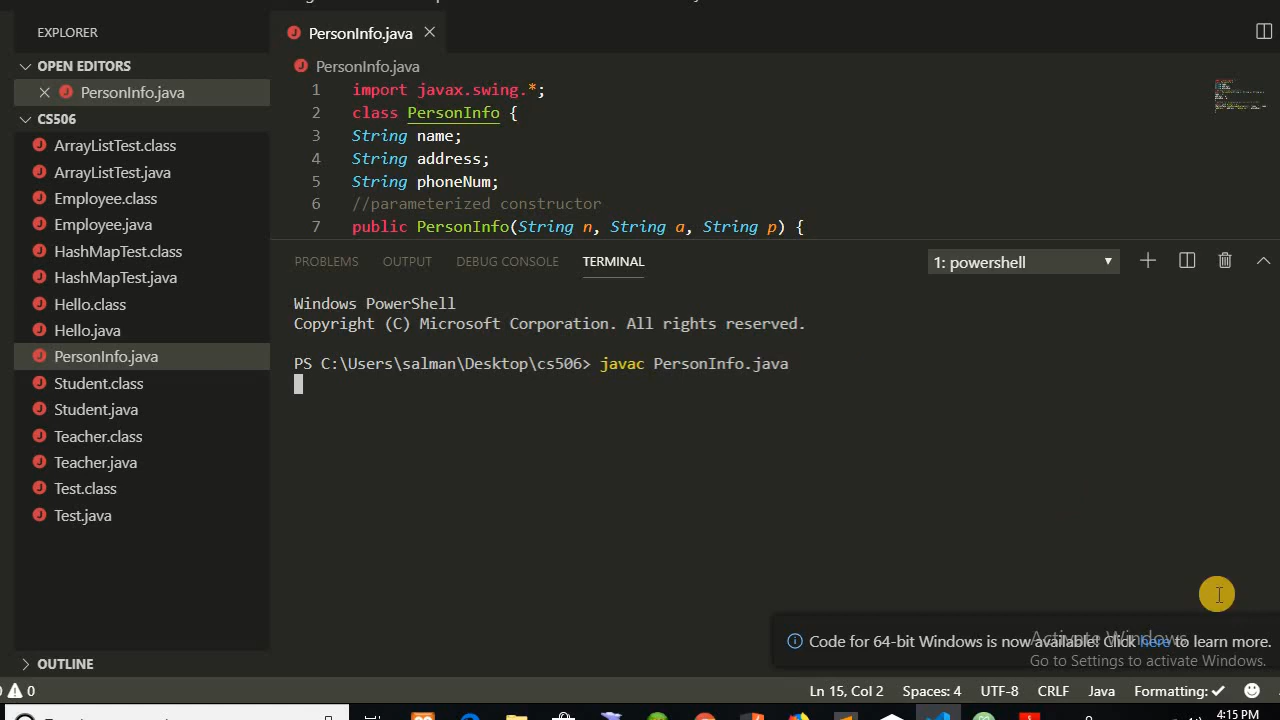 EXPLORER
OPEN EDITORS
PersonInfo.java
CS506
ArrayListTest.class
ArrayListTest.java
Employee.class
Employee.java
HashMapTest.class
HashMapTest.java
Hello.class
Hello.java
PersonInfo.java
Student.class
Student.java
Teacher.class
Teacher.java
Test.class
Test.java
OUTLINE
PersonInfo.java
PersonInfo.java
1 import javax.swing.*;
2 class PersonInfo {
3 String name;
4 String address;
5 String phoneNum;
6 //parameterized constructor
7 public PersonInfo(String n, String a, String p) {
PROBLEMS OUTPUT DEBUG CONSOLE TERMINAL 1: powershell
Windows PowerShell
Copyright (C) Microsoft Corporation. All rights reserved.
PS C:\Users\salman\Desktop\cs506> javac PersonInfo.java
Code for 64-bit Windows is now available! Click here to learn more.
Activate Windows
Go to Settings to activate Windows.
0 Ln 15, Col 2 Spaces: 4 UTF-8 CRLF Java Formatting: ✓
4:15 PM